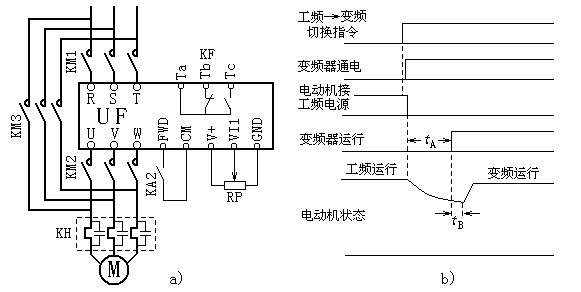 KM3
KM1
R S T
UF
U V W
KM2
KH
M
KF
Ta Tb Tc
FWD CM V+ VI1 GND
KA2
RP
a)
工频→变频
切换指令
变频器通电
电动机接
工频电源
变频器运行
tA
工频运行
变频运行
电动机状态
tB
b)